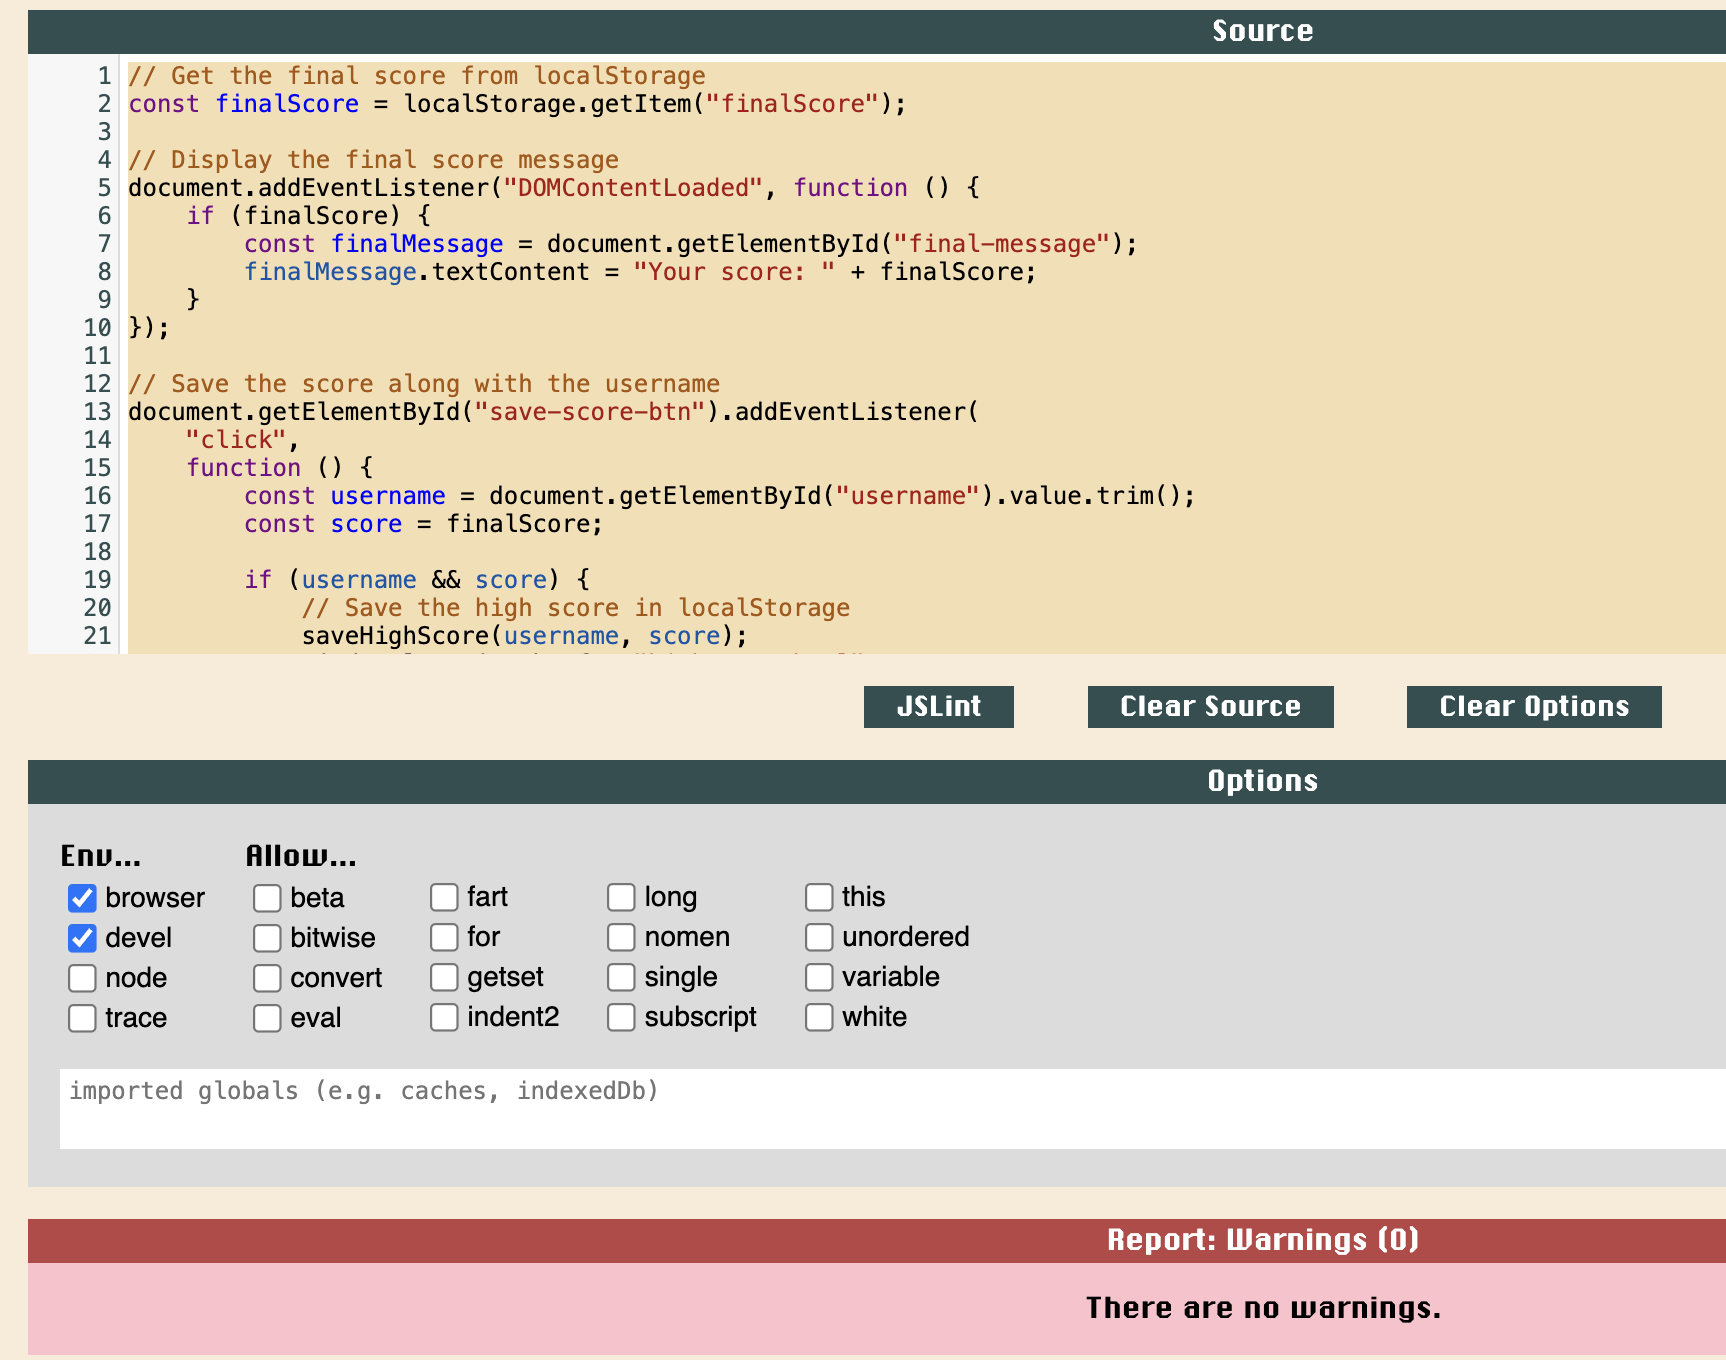 Source
1 // Get the final score from localStorage
2 const finalScore = localStorage.getItem("finalScore");
3
4 // Display the final score message
5 document.addEventListener("DOMContentLoaded", function () {
6     if (finalScore) {
7         const finalMessage = document.getElementById("final-message");
8         finalMessage.textContent = "Your score: " + finalScore;
9     }
10 });
11
12 // Save the score along with the username
13 document.getElementById("save-score-btn").addEventListener(
14     "click",
15     function () {
16         const username = document.getElementById("username").value.trim();
17         const score = finalScore;
18
19         if (username && score) {
20             // Save the high score in localStorage
21             saveHighScore(username, score);
JSLint Clear Source Clear Options
Options
Env... Allow...
browser beta fart long this
devel bitwise for nomen unordered
node convert getset single variable
trace eval indent2 subscript white
imported globals (e.g. caches, indexedDb)
Report: Warnings (0)
There are no warnings.